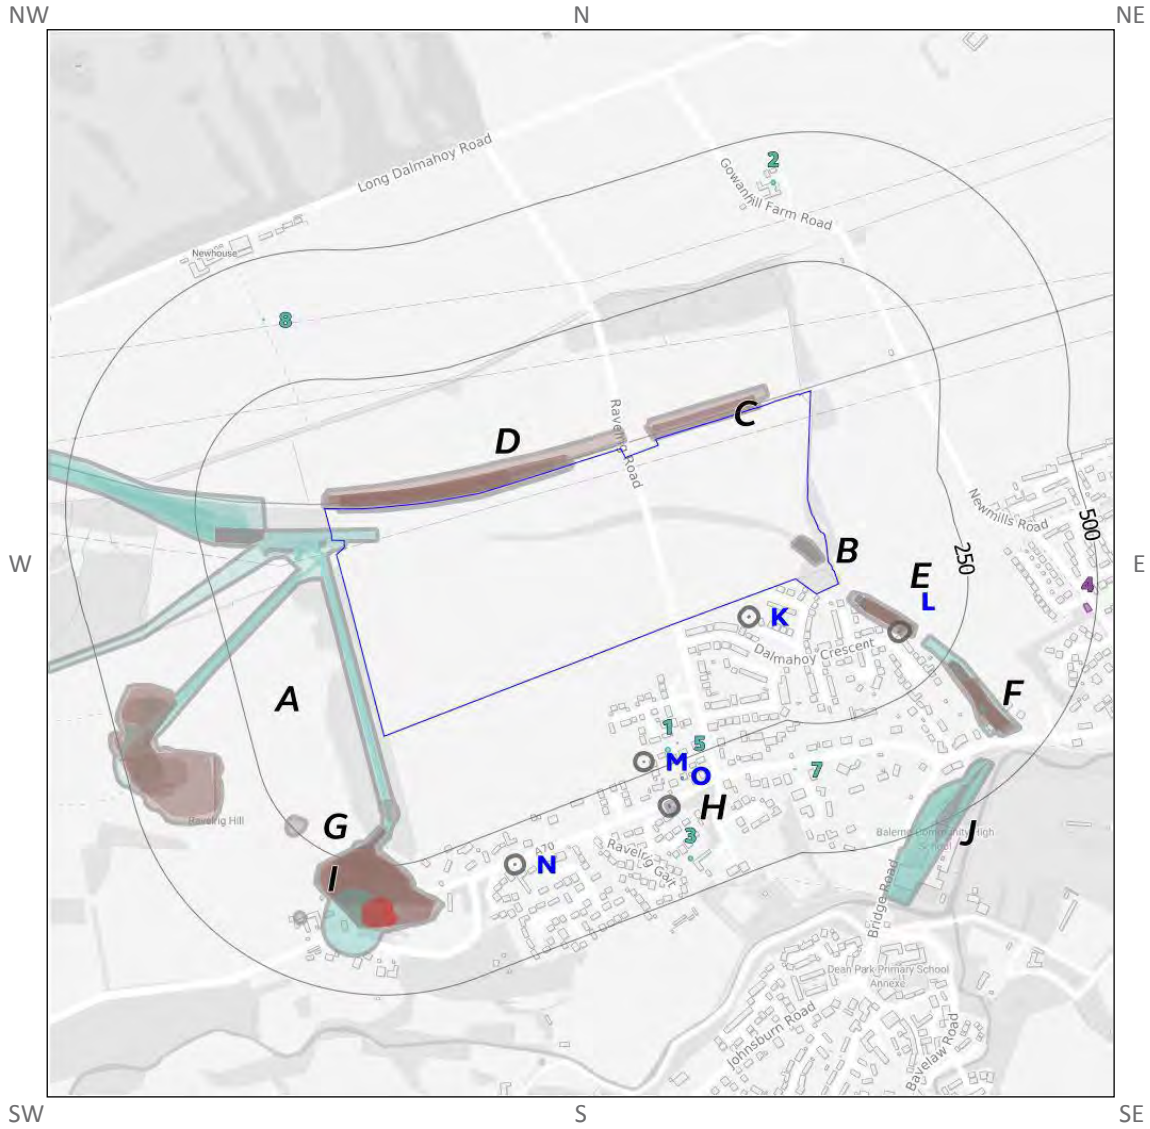 NW N NE
Long Dalmahoy Road
2
Gowanhill Farm Road
Newhouse
8
Ravelrig Road
C
D
500
Newmills Road
W
E
B
250
E
4
L
K
Dalmahoy Crescent
A
F
1
5
M
7
O
H
Ravelrig Hill
G
3
J
Balerno Community High
School
A70
Ravelrig Gait
N
I
Bridge Road
Dean Park Primary School
Annexe
Johnsburn Road
Bavelaw Road
SW S SE